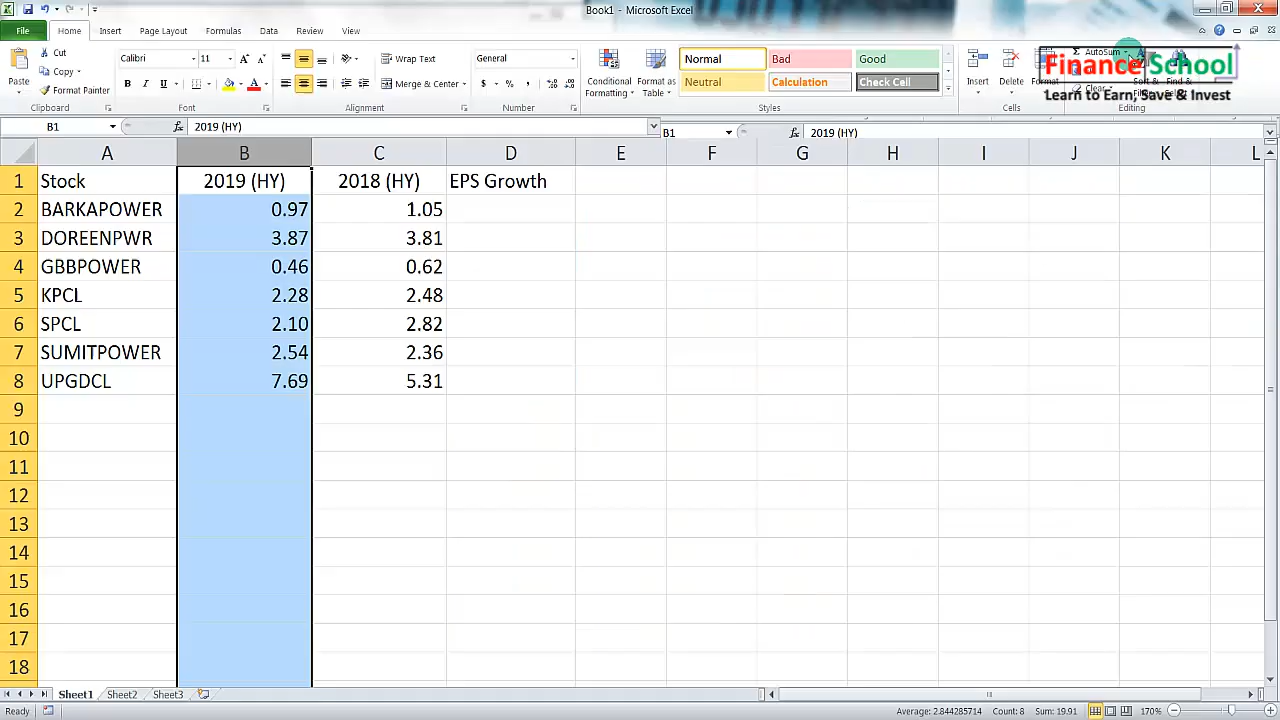 Book1 - Microsoft Excel
File Home Insert Page Layout Formulas Data Review View
Paste
Cut
Copy
Format Painter
Clipboard
Calibri 11
B I U
Font
Alignment
General
$ % ,
Number
Conditional Formatting
Format as Table
Normal Bad Good
Neutral Calculation Check Cell
Styles
Insert Delete Format
Cells
AutoSum
Clear
Editing
Finance School
Learn to Earn, Save & Invest
B1 fx 2019 (HY)
B1 fx 2019 (HY)
A B C D E F G H I J K L
1 Stock 2019 (HY) 2018 (HY) EPS Growth
2 BARKAPOWER 0.97 1.05
3 DOREENPWR 3.87 3.81
4 GBBPOWER 0.46 0.62
5 KPCL 2.28 2.48
6 SPCL 2.10 2.82
7 SUMITPOWER 2.54 2.36
8 UPGDCL 7.69 5.31
9
10
11
12
13
14
15
16
17
18
Sheet1 Sheet2 Sheet3
Ready Average: 2.844285714 Count: 8 Sum: 19.91 170%